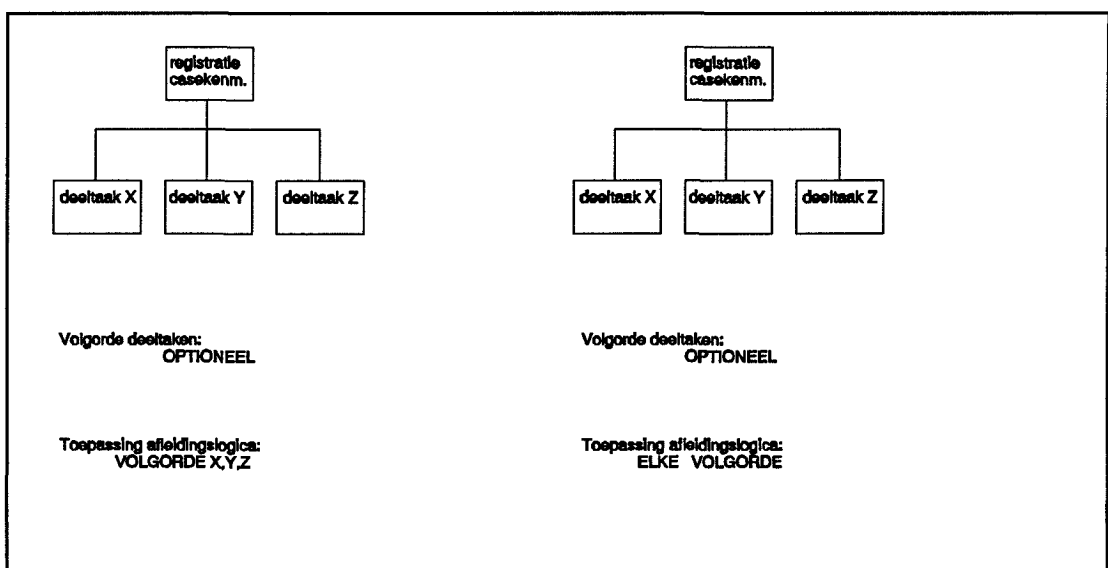 registratie
casekenm.
deeltaak X
deeltaak Y
deeltaak Z
Volgorde deeltaken:
OPTIONEEL
Toepassing afleidingslogica:
VOLGORDE X,Y,Z
registratie
casekenm.
deeltaak X
deeltaak Y
deeltaak Z
Volgorde deeltaken:
OPTIONEEL
Toepassing afleidingslogica:
ELKE VOLGORDE